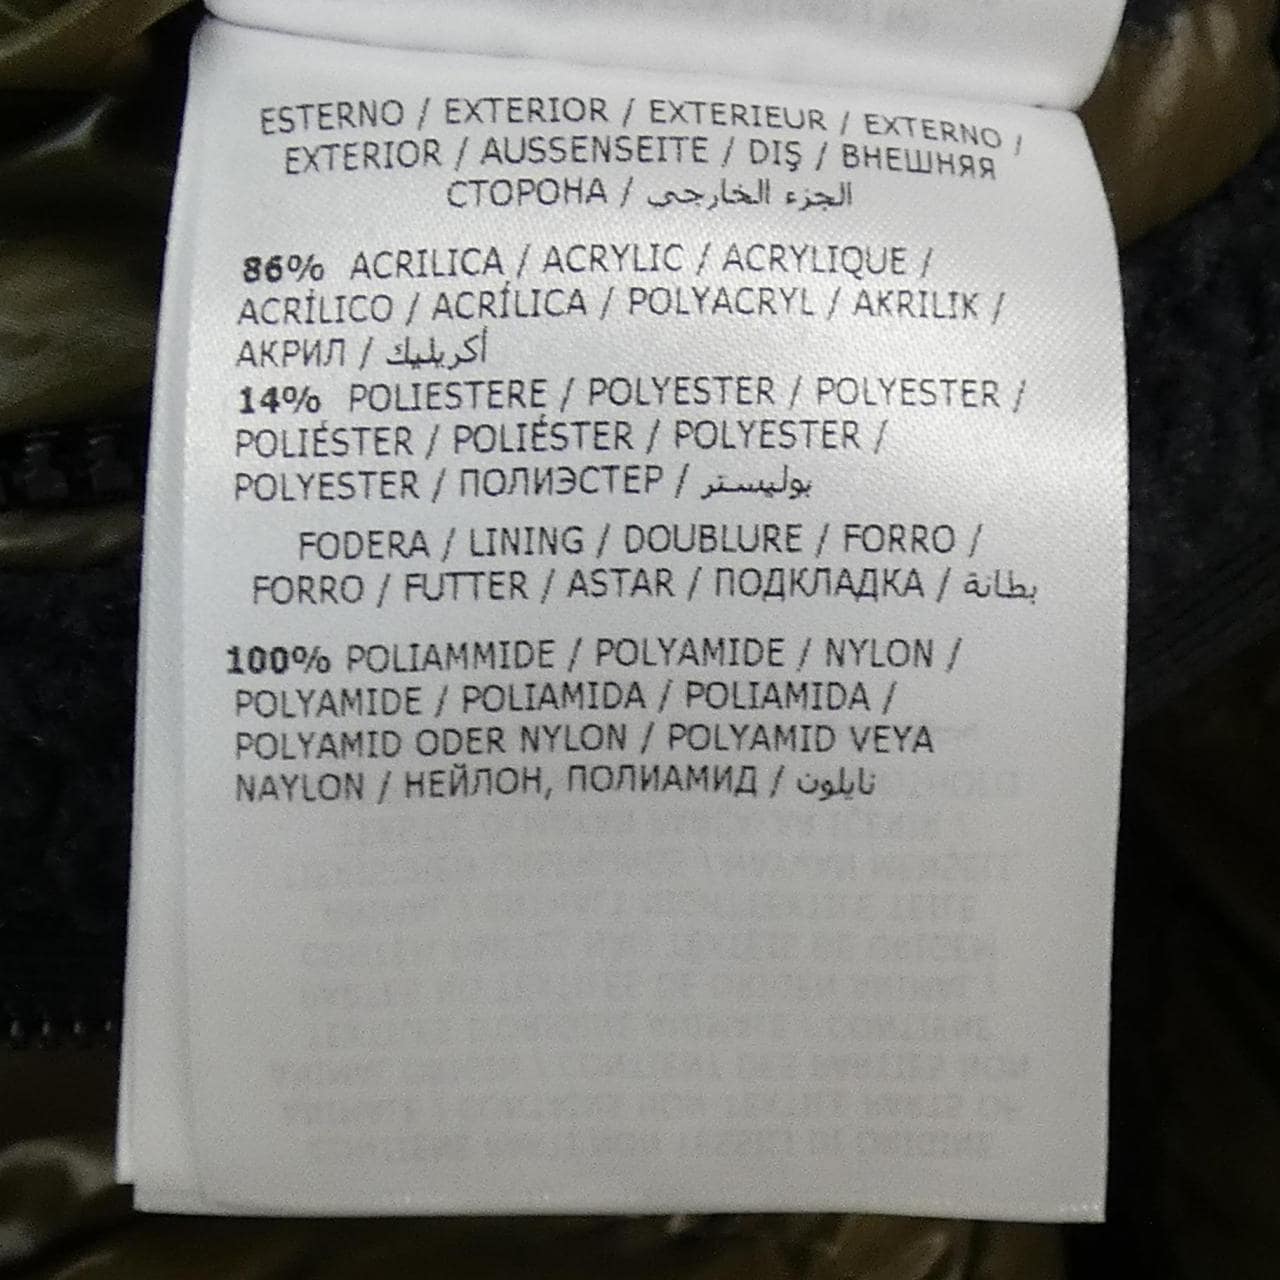 ESTERNO / EXTERIOR / EXTERIEUR / EXTERNO /
EXTERIOR / AUSSENSEITE / DIŞ / ВНЕШНЯЯ
СТОРОНА / الجزء الخارجي
86% ACRILICA / ACRYLIC / ACRYLIQUE /
ACRÍLICO / ACRÍLICA / POLYACRYL / AKRILIK /
АКРИЛ / أكريليك
14% POLIESTERE / POLYESTER / POLYESTER /
POLIÉSTER / POLIÉSTER / POLYESTER /
POLYESTER / ПОЛИЭСТЕР / بوليستر
FODERA / LINING / DOUBLURE / FORRO /
FORRO / FUTTER / ASTAR / ПОДКЛАДКА / بطانة
100% POLIAMMIDE / POLYAMIDE / NYLON /
POLYAMIDE / POLIAMIDA / POLIAMIDA /
POLYAMID ODER NYLON / POLYAMID VEYA
NAYLON / НЕЙЛОН, ПОЛИАМИД / نايلون